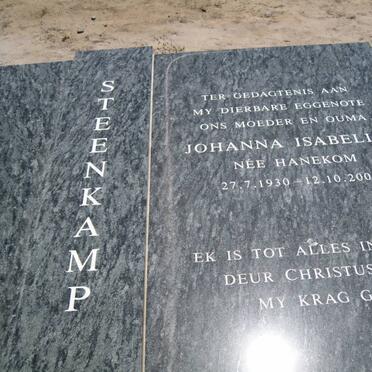 STEENKAMP
TER GEDAGTENIS AAN
MY DIERBARE EGGENOTE
ONS MOEDER EN OUMA
JOHANNA ISABELL
NÉE HANEKOM
27.7.1930 – 12.10.200
EK IS TOT ALLES IN
DEUR CHRISTUS
MY KRAG G